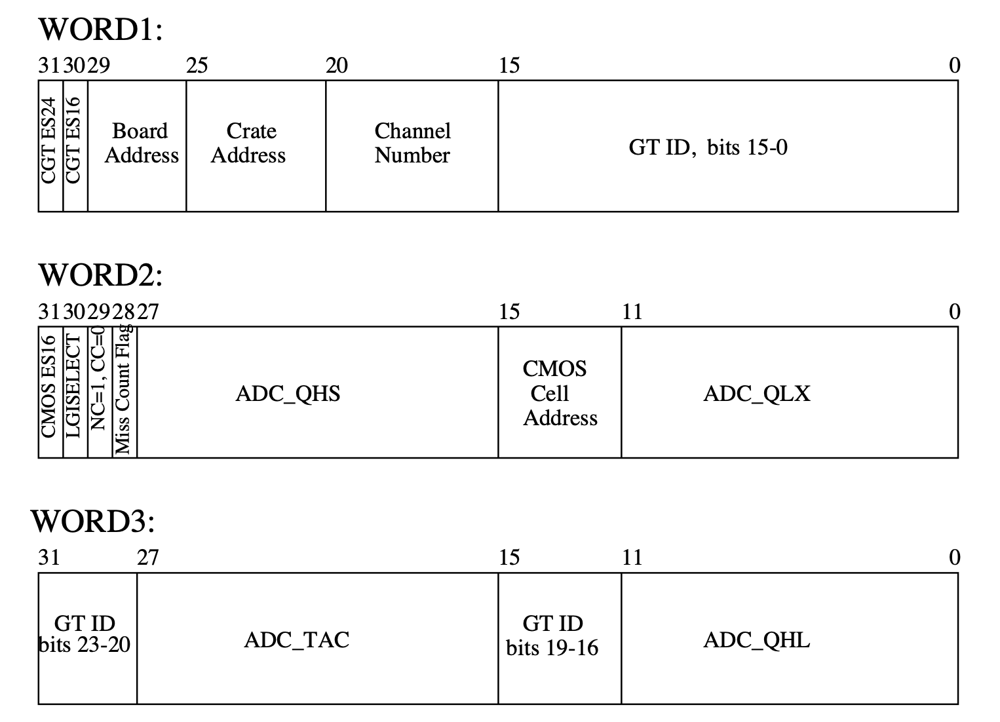 WORD1:
31 30 29 25 20 15 0
CGT ES24
CGT ES16
Board
Address
Crate
Address
Channel
Number
GT ID, bits 15-0
WORD2:
31 30 29 28 27 15 11 0
CMOS ES16
LGISELECT
NC=1, CC=0
Miss Count Flag
ADC_QHS
CMOS
Cell
Address
ADC_QLX
WORD3:
31 27 15 11 0
GT ID
bits 23-20
ADC_TAC
GT ID
bits 19-16
ADC_QHL